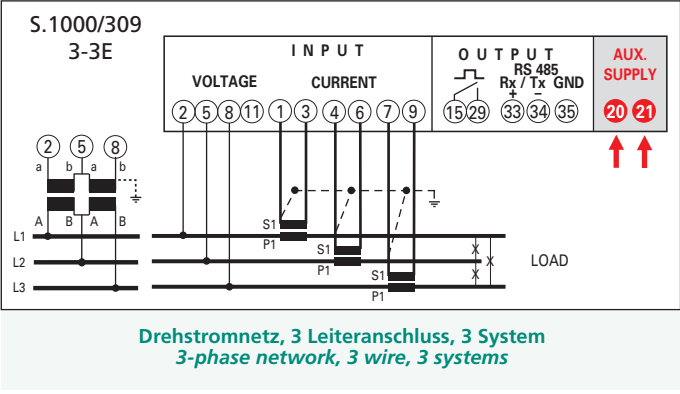 S.1000/309
3-3E
INPUT
VOLTAGE CURRENT
2 5 8 11 1 3 4 6 7 9
OUTPUT
RS 485
Rx / Tx GND
+ –
15 29 33 34 35
AUX.
SUPPLY
20 21
2 5 8
a b a b
A B A B
L1
L2
L3
S1
P1
S1
P1
S1
P1
X
X
X
LOAD
Drehstromnetz, 3 Leiteranschluss, 3 System
3-phase network, 3 wire, 3 systems